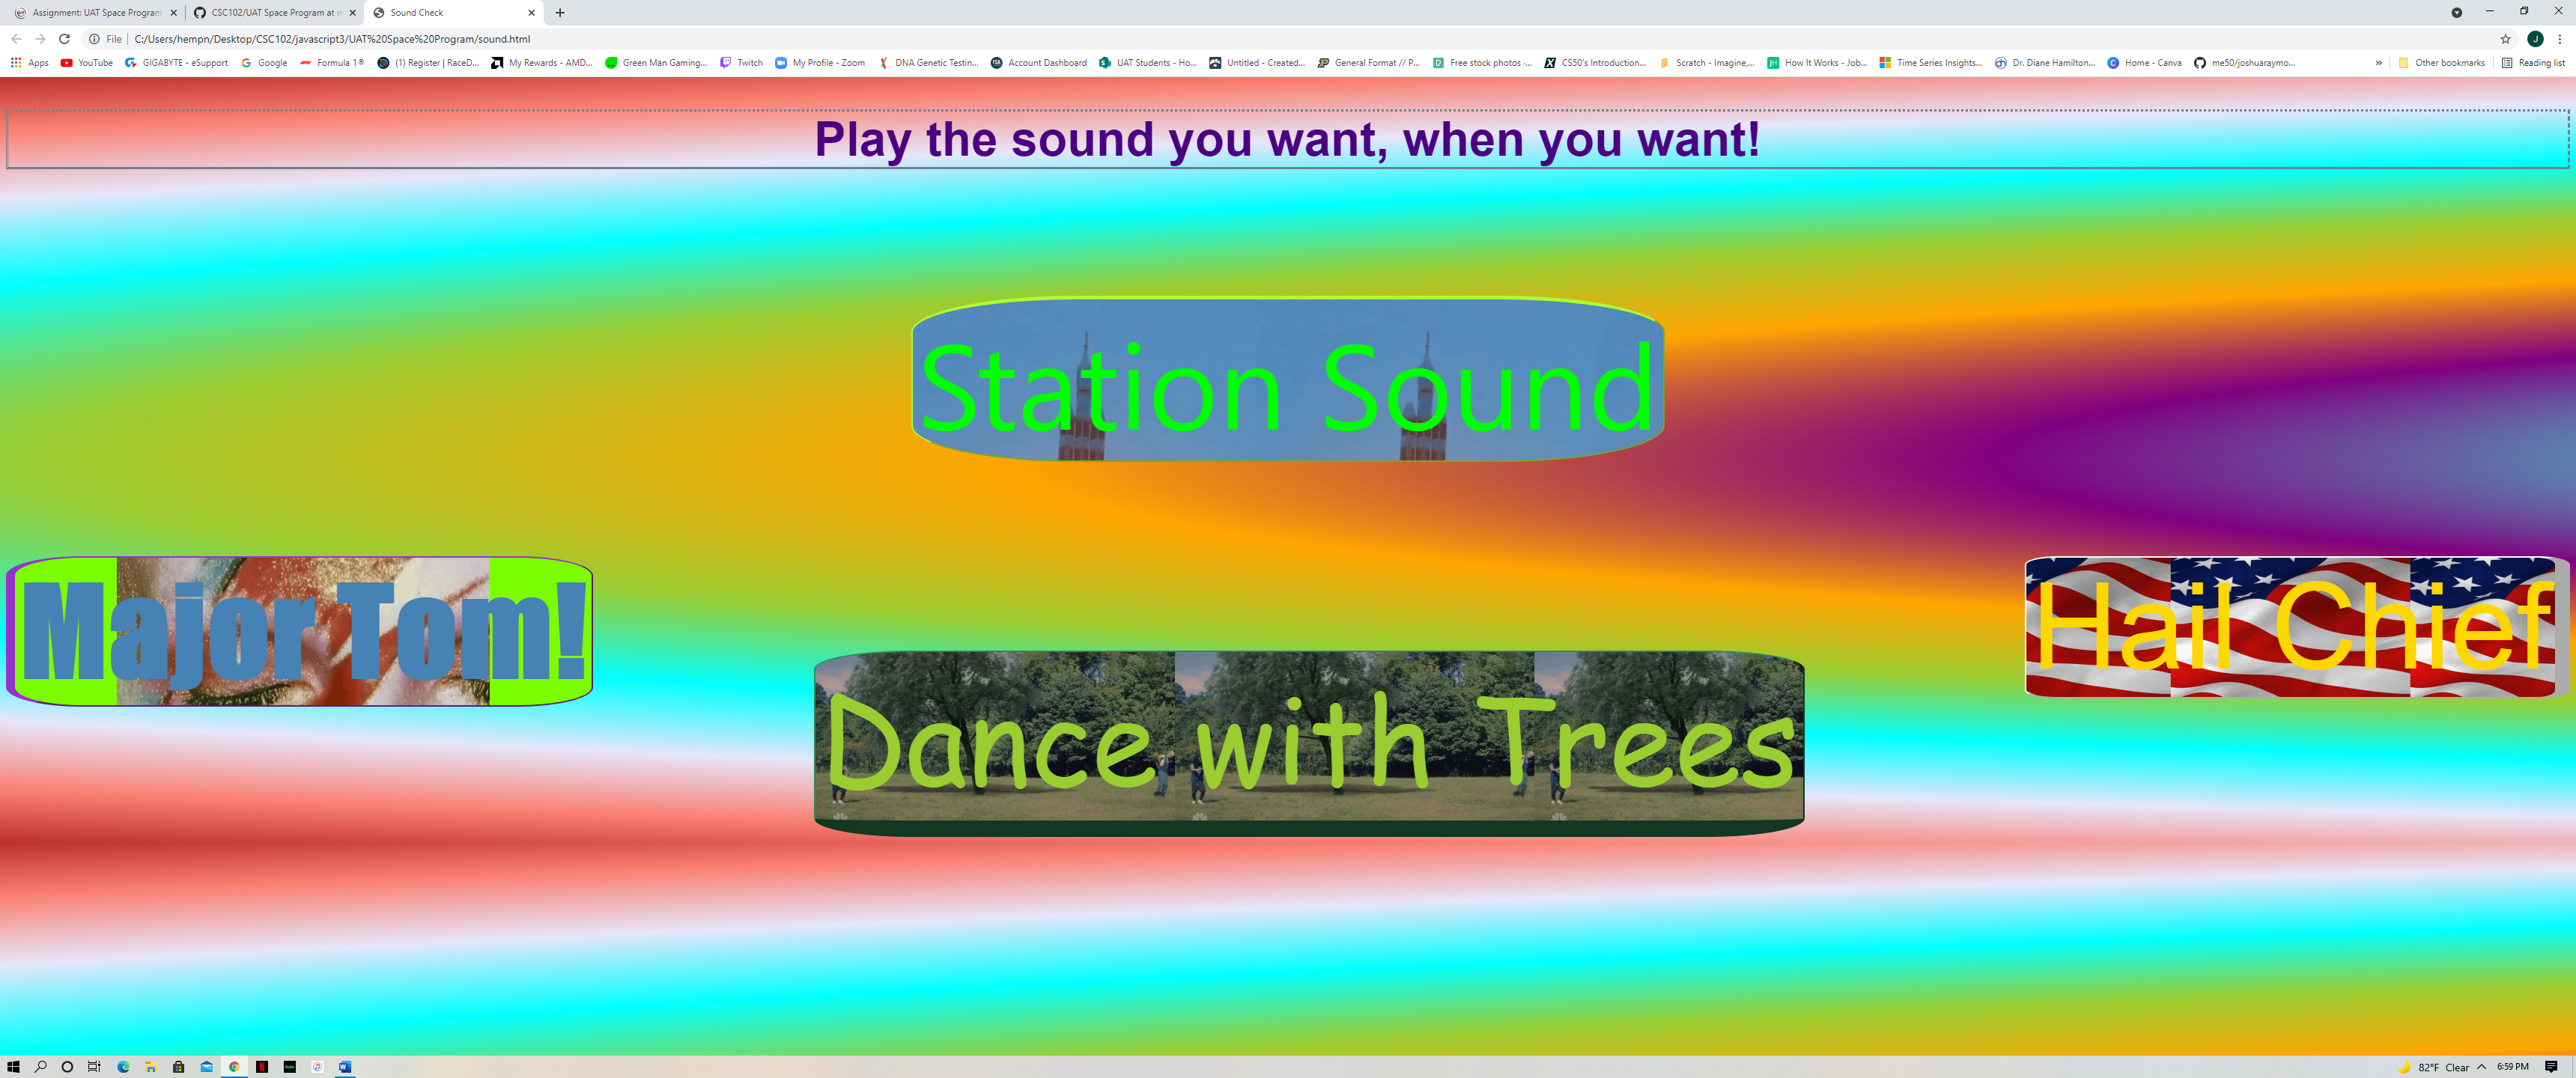 Assignment: UAT Space Program
CSC102/UAT Space Program at m
Sound Check
File
C:/Users/hempn/Desktop/CSC102/javascript3/UAT%20Space%20Program/sound.html
J
Apps
YouTube
GIGABYTE - eSupport
Google
Formula 1®
(1) Register | RaceD...
My Rewards - AMD...
Green Man Gaming...
Twitch
My Profile - Zoom
DNA Genetic Testin...
Account Dashboard
UAT Students - Ho...
Untitled - Created...
General Format // P...
Free stock photos ·...
CS50's Introduction...
Scratch - Imagine,...
How It Works - Job...
Time Series Insights...
Dr. Diane Hamilton...
Home - Canva
me50/joshuaraymo...
»
Other bookmarks
Reading list
Play the sound you want, when you want!
Station Sound
Major Tom!
Hail Chief
Dance with Trees
82°F Clear
6:59 PM